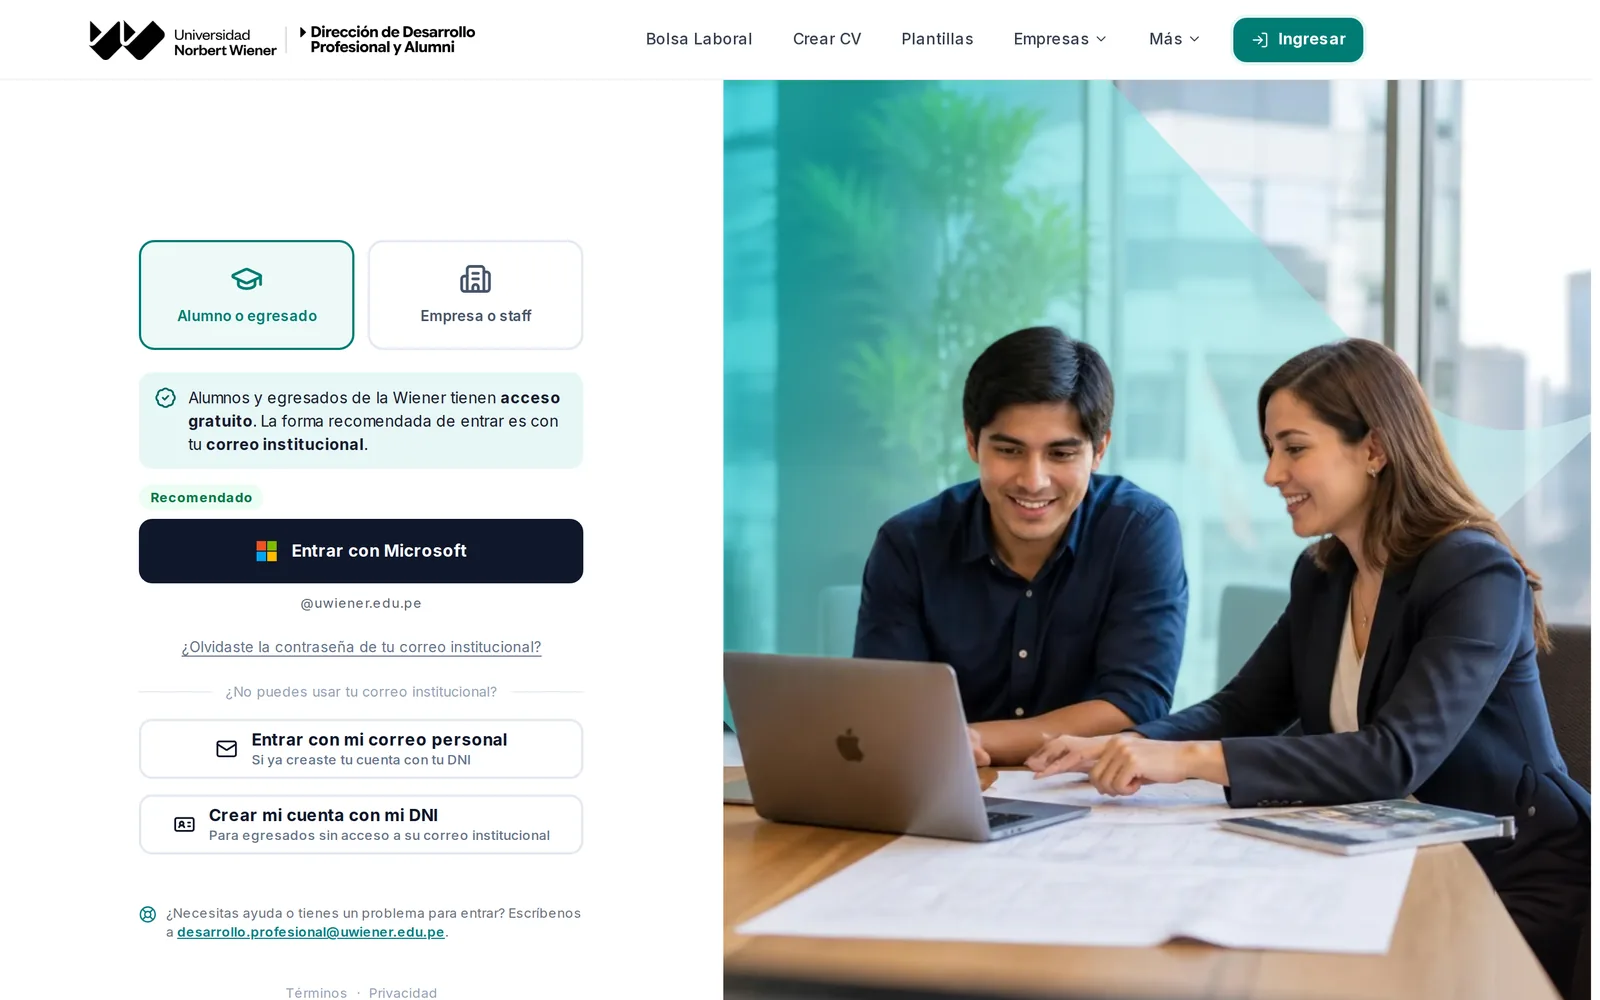 Universidad
Norbert Wiener
Dirección de Desarrollo
Profesional y Alumni
Bolsa Laboral
Crear CV
Plantillas
Empresas
Más
Ingresar
Alumno o egresado
Empresa o staff
Alumnos y egresados de la Wiener tienen acceso
gratuito. La forma recomendada de entrar es con
tu correo institucional.
Recomendado
Entrar con Microsoft
@uwiener.edu.pe
¿Olvidaste la contraseña de tu correo institucional?
¿No puedes usar tu correo institucional?
Entrar con mi correo personal
Si ya creaste tu cuenta con tu DNI
Crear mi cuenta con mi DNI
Para egresados sin acceso a su correo institucional
¿Necesitas ayuda o tienes un problema para entrar? Escríbenos
a desarrollo.profesional@uwiener.edu.pe.
Términos · Privacidad